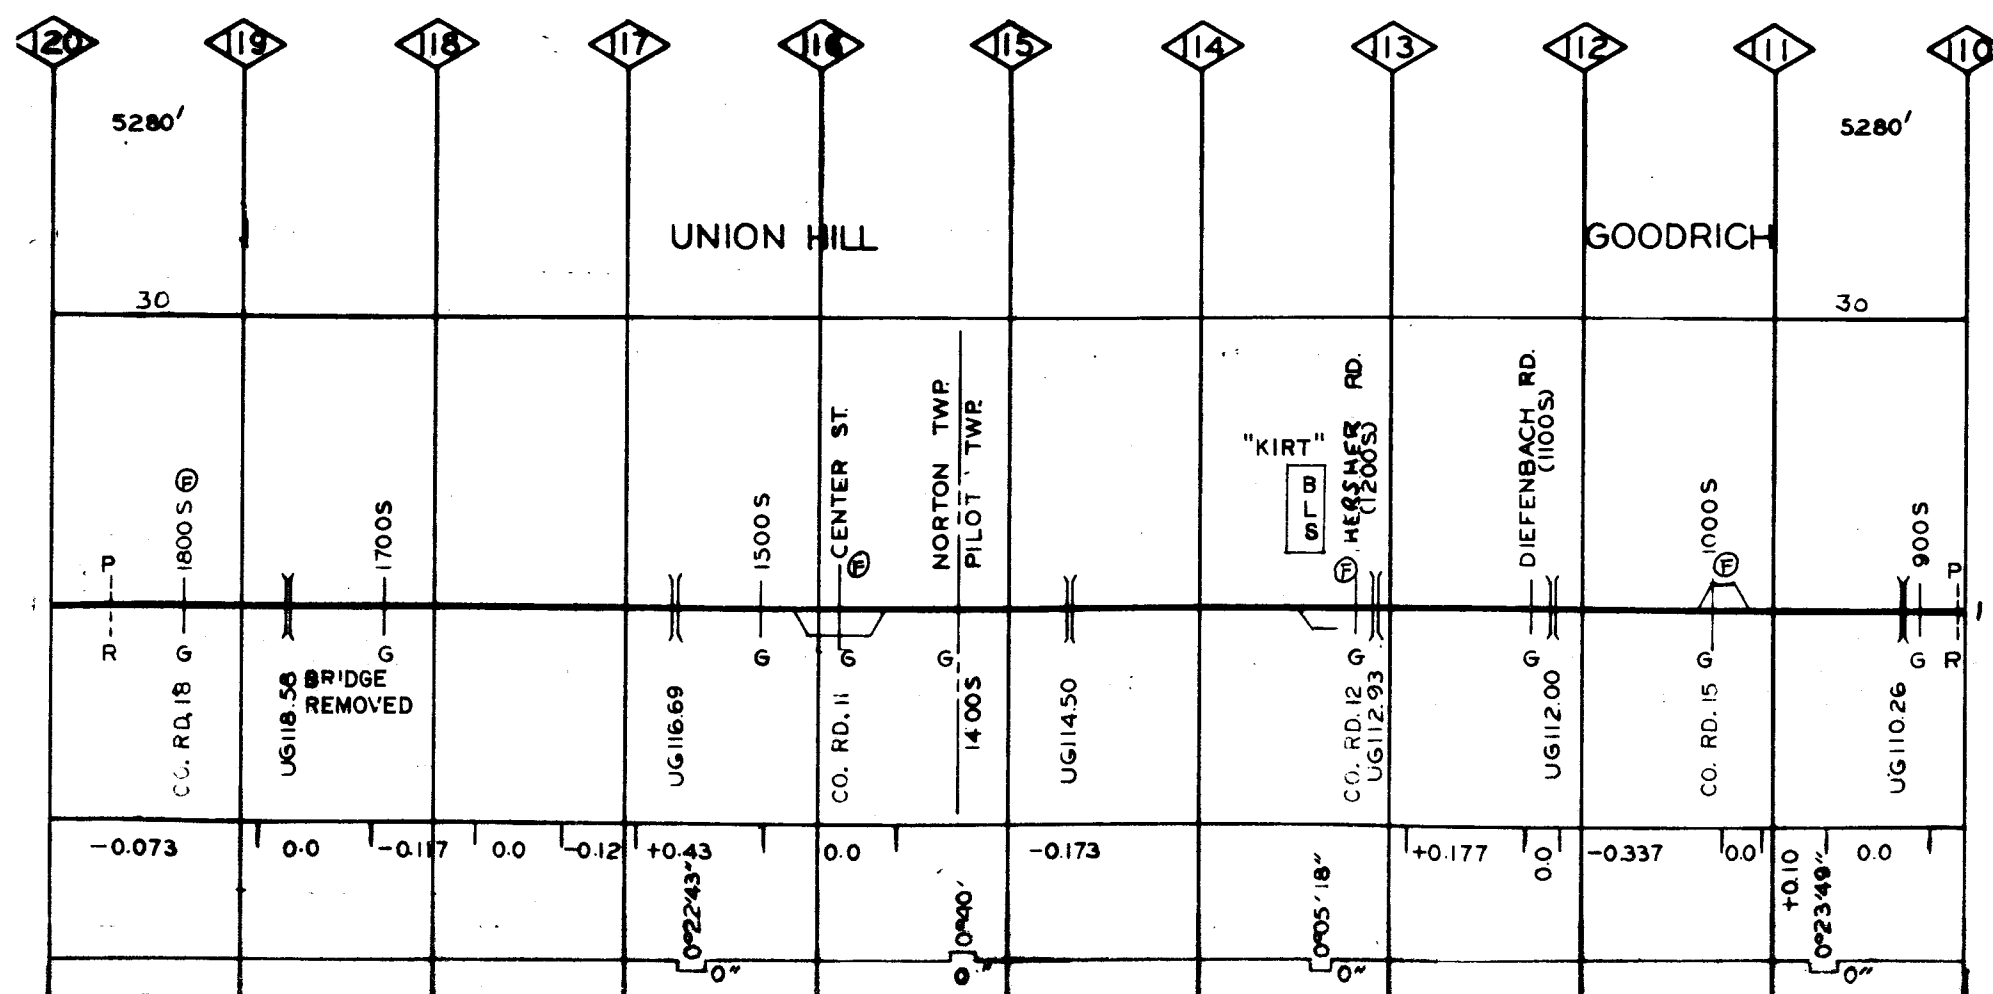 120 119 118 117 116 115 114 113 112 111 110
5280' 5280'
UNION HILL GOODRICH
30 30
P
R
1800 S F
G
CO. RD. 18
UG118.58
BRIDGE
REMOVED
1700S
G
UG116.69
1500 S
G
CENTER ST.
F
G
CO. RD. 11
NORTON TWP.
PILOT TWP.
G
1400S
UG114.50
"KIRT"
B
L
S
F
HERSHER RD.
(1200S)
G
CO. RD. 12
UG112.93
DIEFENBACH RD.
(1100S)
G
UG112.00
1000 S
F
G
CO. RD. 15
UG110.26
900 S
G
P
R
1 1
-0.073 0.0 -0.117 0.0 -0.12 +0.43 0.0 -0.173 +0.177 0.0 -0.337 0.0 +0.10 0.0
0°22'43" 0°40' 0°05'18" 0°23'49"
0" 0" 0" 0"